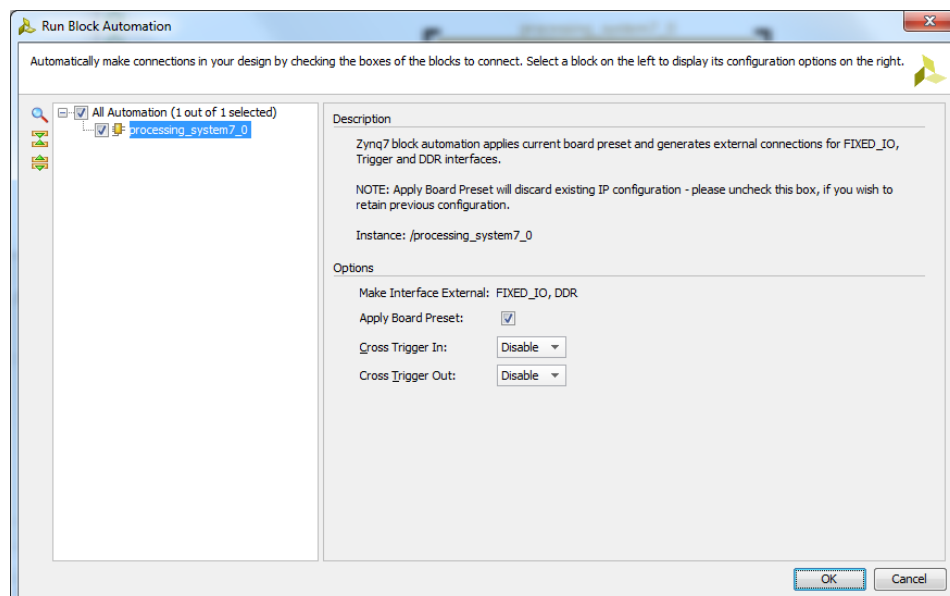 Run Block Automation
processing_system7_0
Automatically make connections in your design by checking the boxes of the blocks to connect. Select a block on the left to display its configuration options on the right.
All Automation (1 out of 1 selected)
processing_system7_0
Description
Zynq7 block automation applies current board preset and generates external connections for FIXED_IO,
Trigger and DDR interfaces.
NOTE: Apply Board Preset will discard existing IP configuration - please uncheck this box, if you wish to
retain previous configuration.
Instance: /processing_system7_0
Options
Make Interface External: FIXED_IO, DDR
Apply Board Preset:
Cross Trigger In: Disable
Cross Trigger Out: Disable
OK Cancel